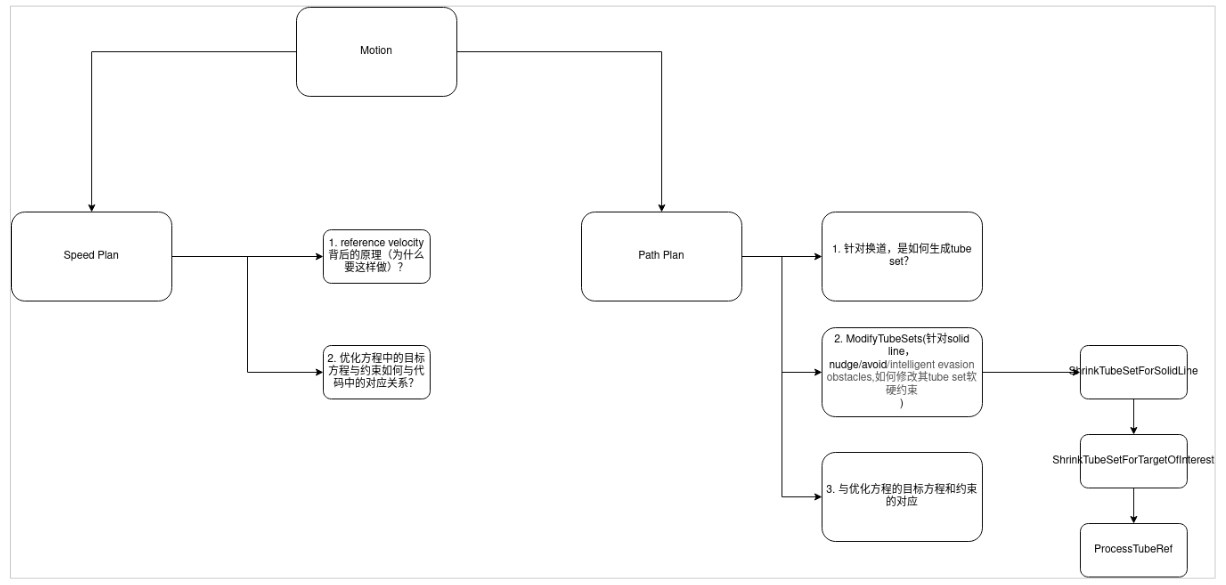 Motion
Speed Plan
1. reference velocity
背后的原理（为什么
要这样做）？
2. 优化方程中的目标
方程与约束如何与代
码中的对应关系？
Path Plan
1. 针对换道，是如何生成tube
set？
2. ModifyTubeSets(针对solid
line，
nudge/avoid/intelligent evasion
obstacles,如何修改其tube set软
硬约束
)
3. 与优化方程的目标方程和约束
的对应
ShrinkTubeSetForSolidLine
ShrinkTubeSetForTargetOfInterest
ProcessTubeRef